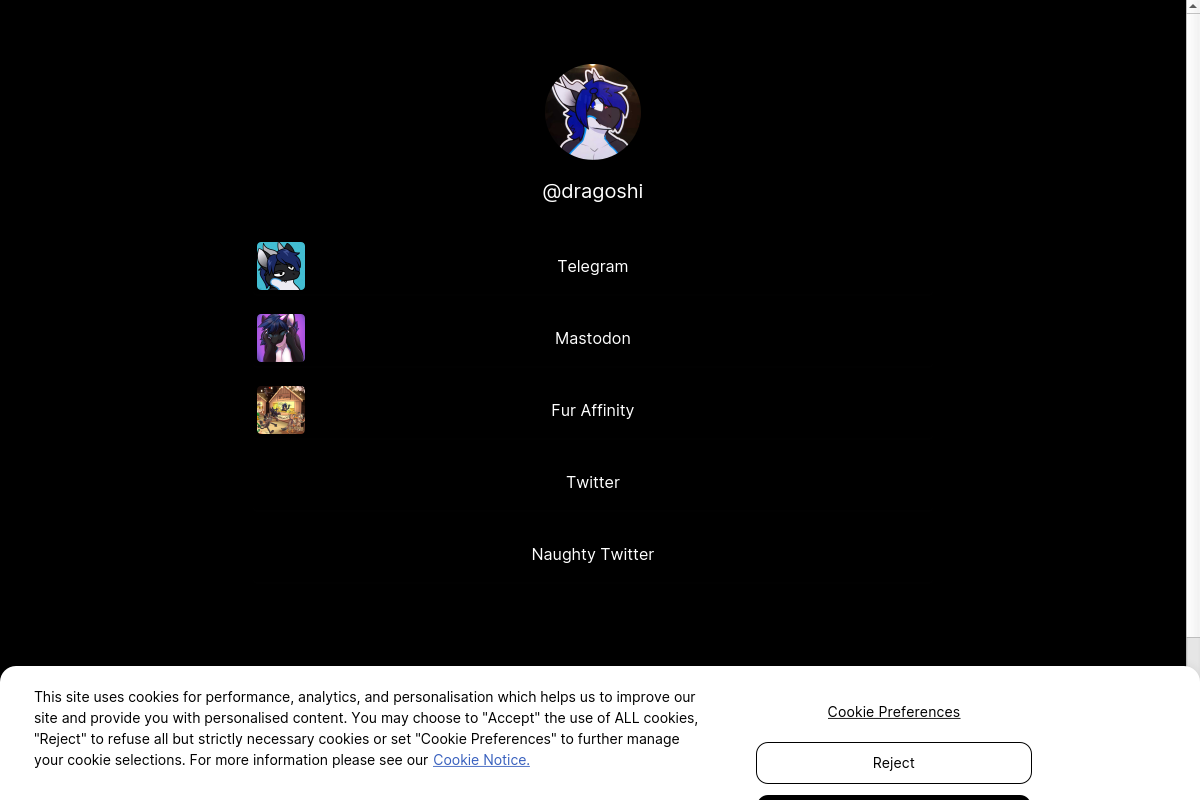 @dragoshi
Telegram
Mastodon
Fur Affinity
Twitter
Naughty Twitter
This site uses cookies for performance, analytics, and personalisation which helps us to improve our
site and provide you with personalised content. You may choose to "Accept" the use of ALL cookies,
"Reject" to refuse all but strictly necessary cookies or set "Cookie Preferences" to further manage
your cookie selections. For more information please see our Cookie Notice.
Cookie Preferences
Reject